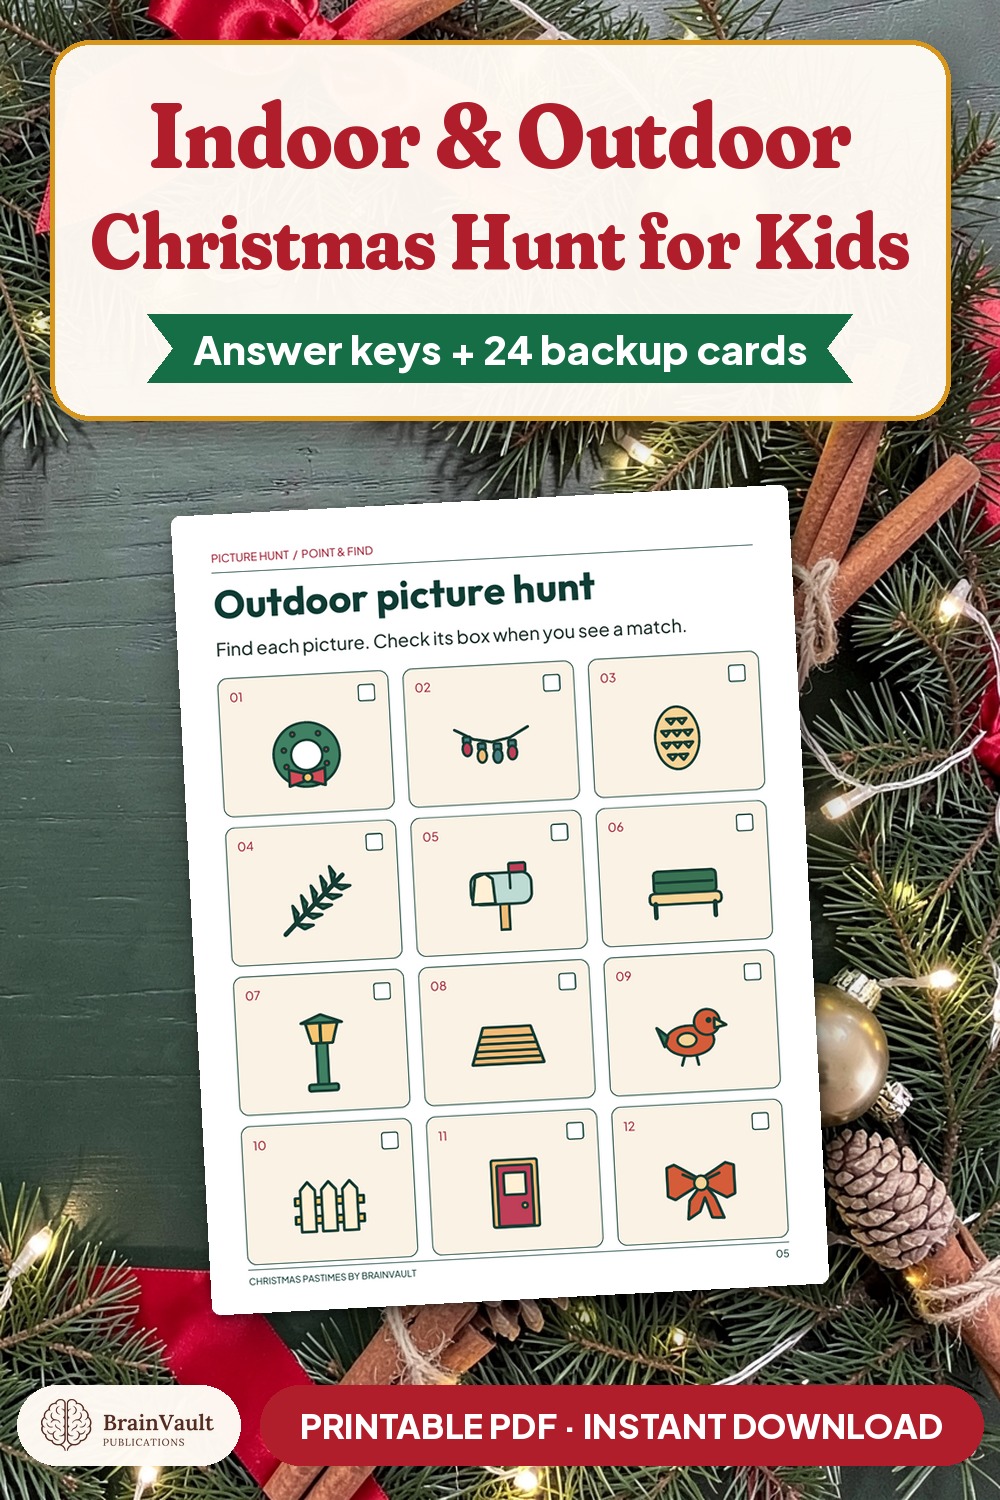 Indoor & Outdoor
Christmas Hunt for Kids
Answer keys + 24 backup cards
PICTURE HUNT / POINT & FIND
Outdoor picture hunt
Find each picture. Check its box when you see a match.
01
02
03
04
05
06
07
08
09
10
11
12
05
CHRISTMAS PASTIMES BY BRAINVAULT
BrainVault
PUBLICATIONS
PRINTABLE PDF · INSTANT DOWNLOAD